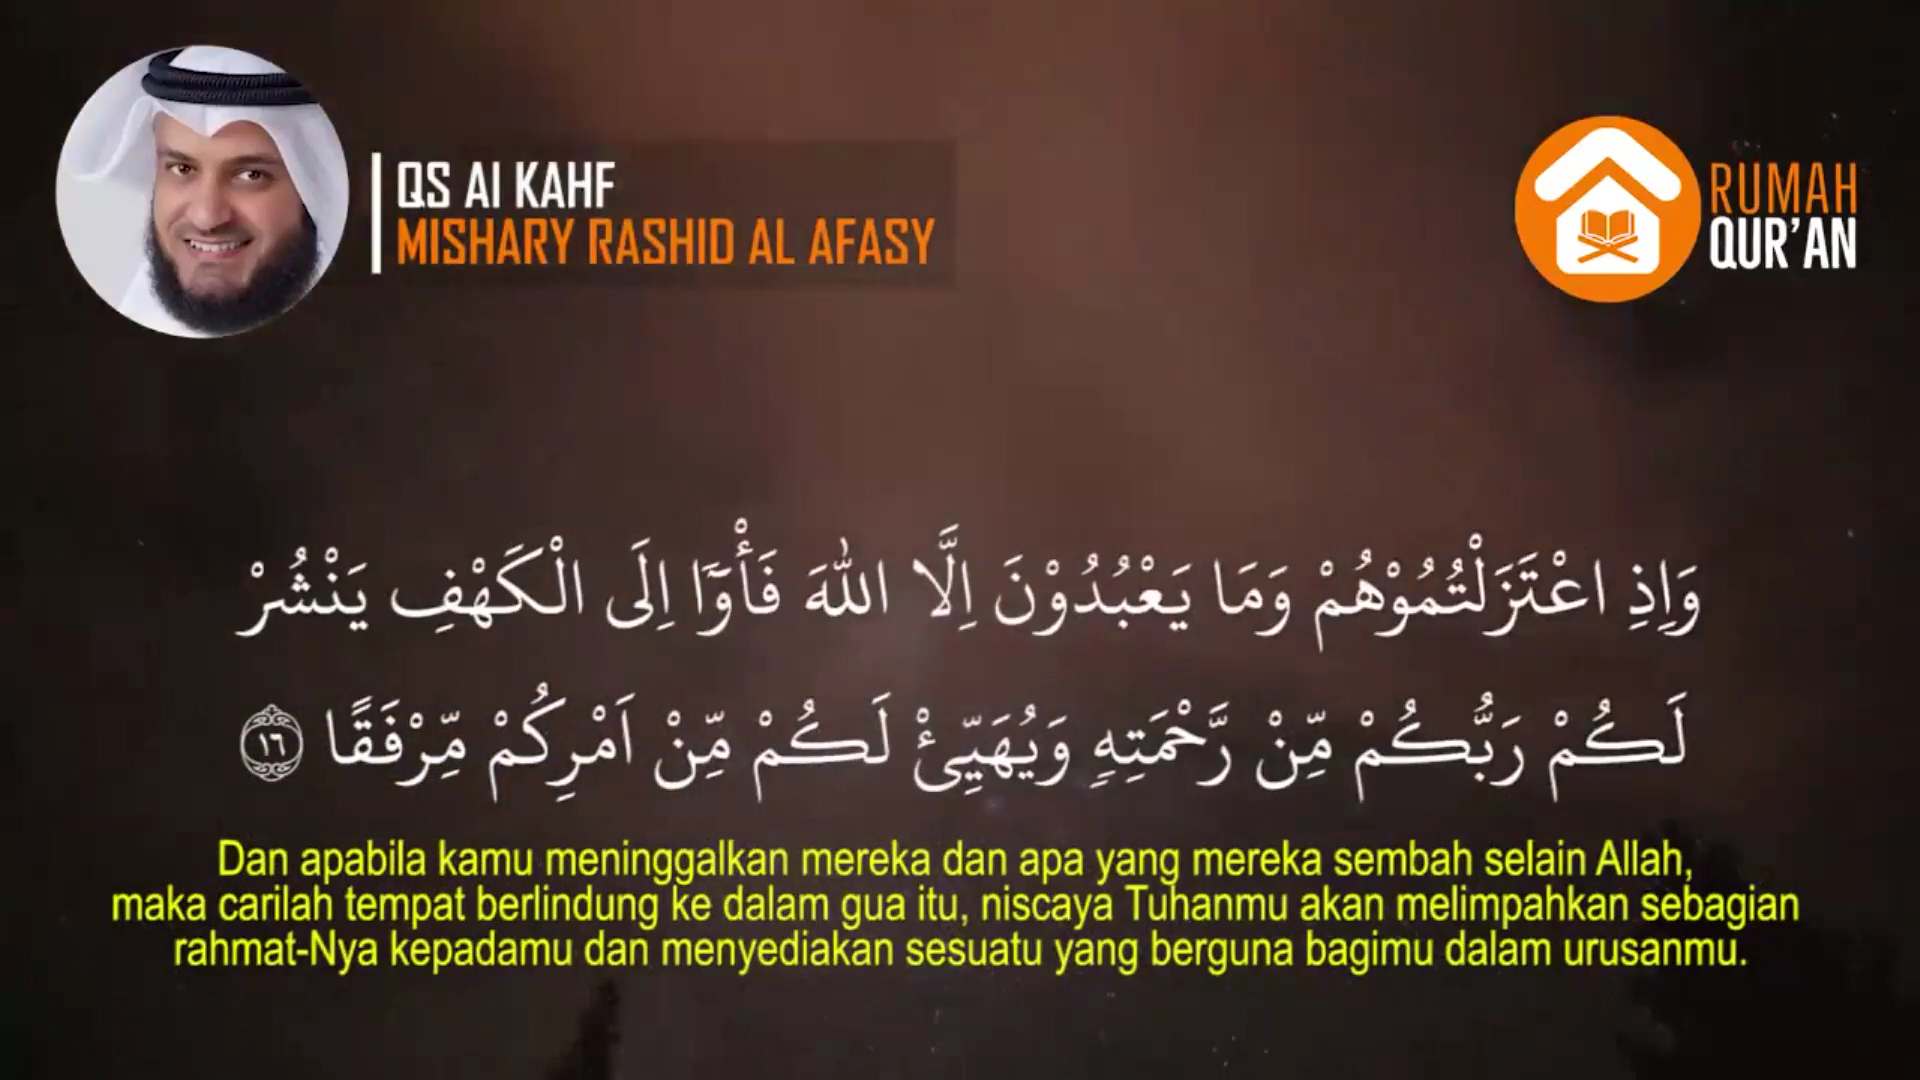 QS Al KAHF
MISHARY RASHID AL AFASY
RUMAH
QUR'AN
وَاِذِ اعْتَزَلْتُمُوْهُمْ وَمَا يَعْبُدُوْنَ اِلَّا اللّٰهَ فَأْوٗٓا اِلَى الْكَهْفِ يَنْشُرْ
لَكُمْ رَبُّكُمْ مِّنْ رَّحْمَتِهٖ وَيُهَيِّئْ لَكُمْ مِّنْ اَمْرِكُمْ مِّرْفَقًا ١٦
Dan apabila kamu meninggalkan mereka dan apa yang mereka sembah selain Allah,
maka carilah tempat berlindung ke dalam gua itu, niscaya Tuhanmu akan melimpahkan sebagian
rahmat-Nya kepadamu dan menyediakan sesuatu yang berguna bagimu dalam urusanmu.